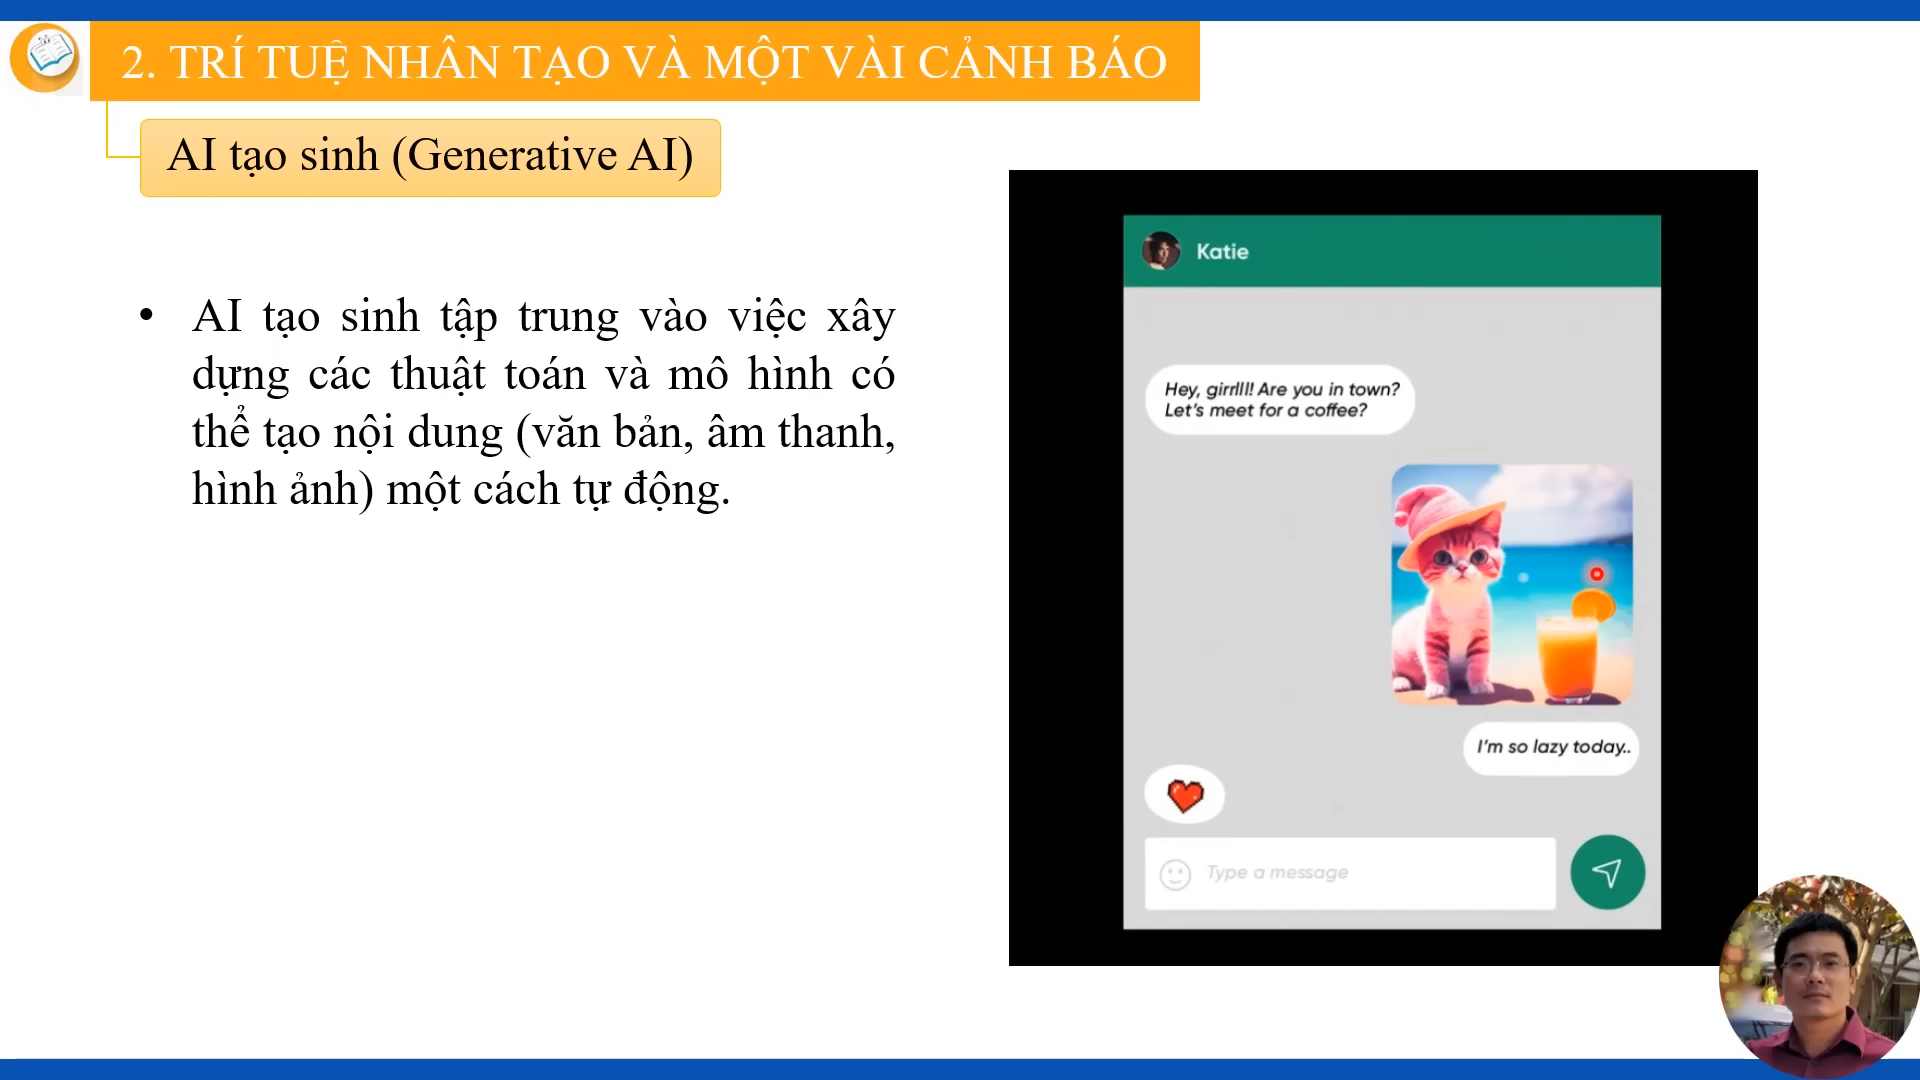 2. TRÍ TUỆ NHÂN TẠO VÀ MỘT VÀI CẢNH BÁO
AI tạo sinh (Generative AI)
• AI tạo sinh tập trung vào việc xây
dựng các thuật toán và mô hình có
thể tạo nội dung (văn bản, âm thanh,
hình ảnh) một cách tự động.
Katie
Hey, girrlll! Are you in town?
Let's meet for a coffee?
I'm so lazy today..
Type a message